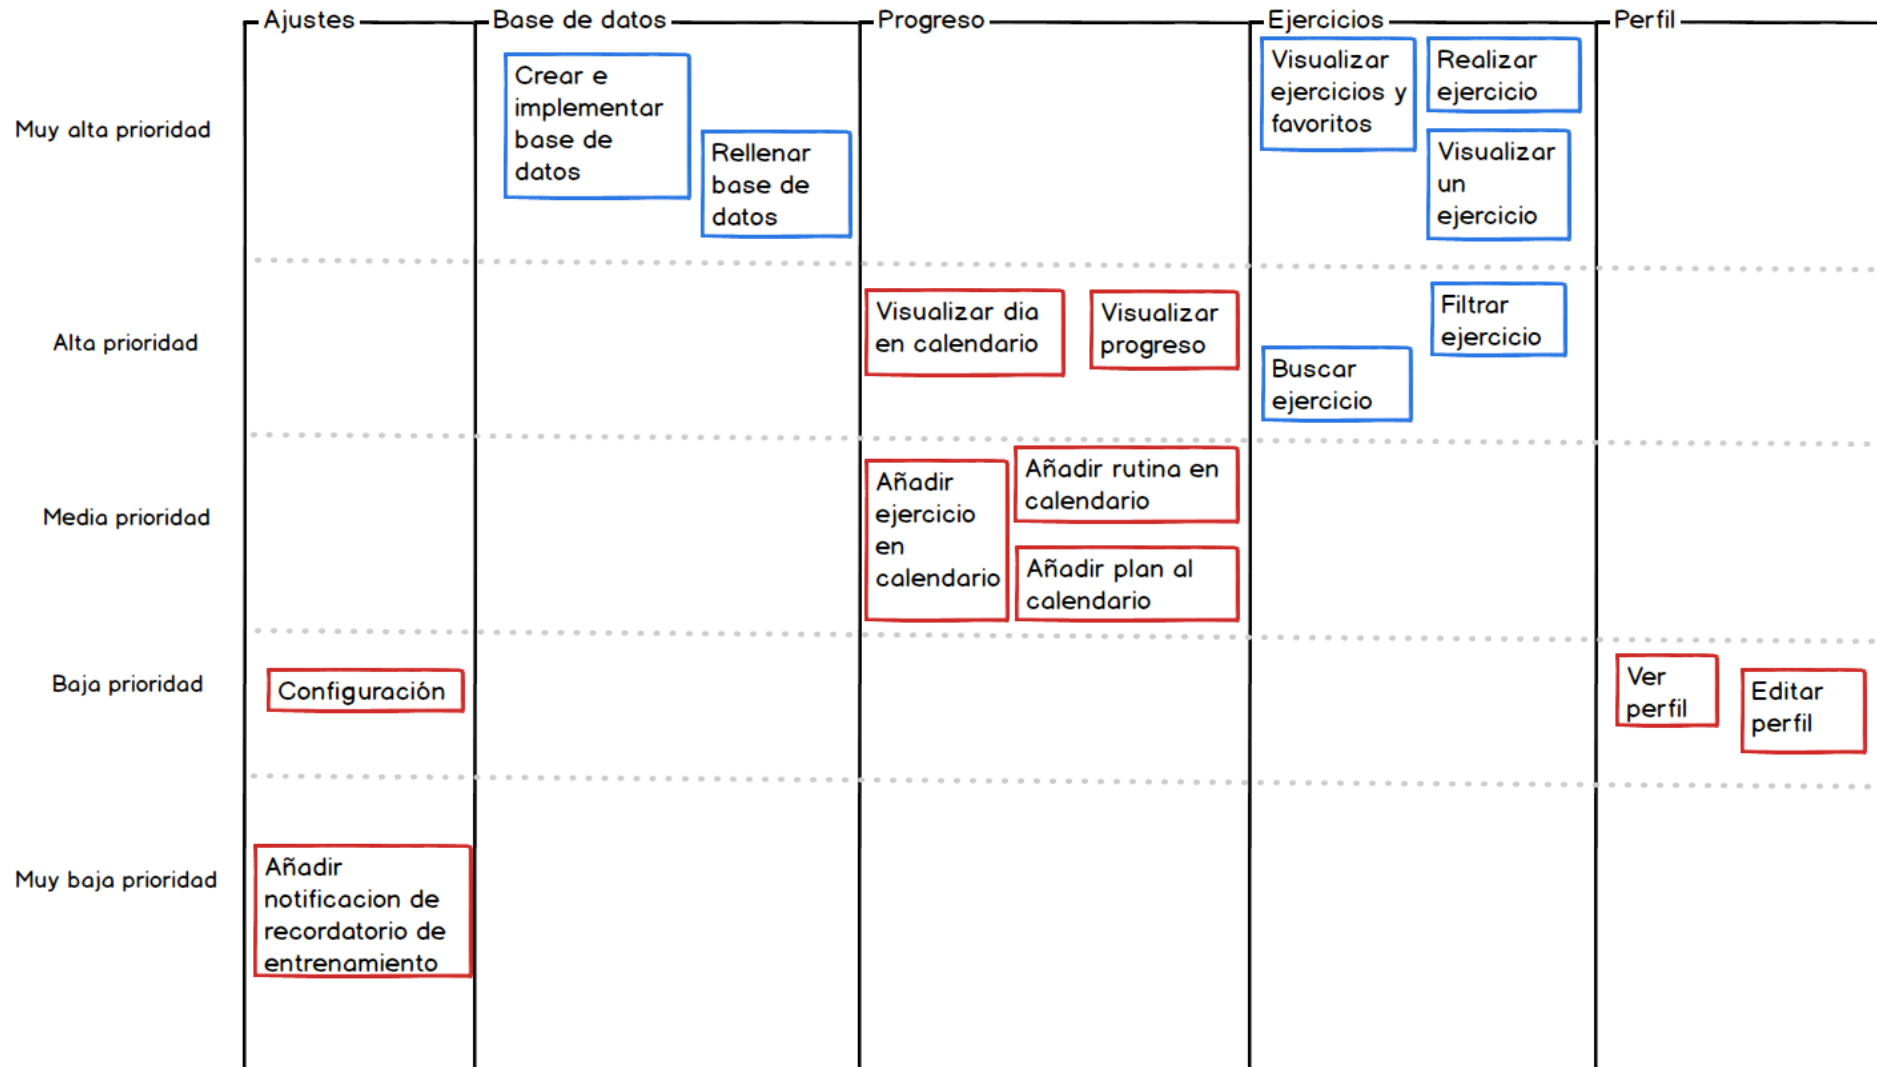 Ajustes
Base de datos
Progreso
Ejercicios
Perfil
Muy alta prioridad
Crear e
implementar
base de
datos
Rellenar
base de
datos
Visualizar
ejercicios y
favoritos
Realizar
ejercicio
Visualizar
un
ejercicio
Alta prioridad
Visualizar dia
en calendario
Visualizar
progreso
Filtrar
ejercicio
Buscar
ejercicio
Media prioridad
Añadir
ejercicio
en
calendario
Añadir rutina en
calendario
Añadir plan al
calendario
Baja prioridad
Configuración
Ver
perfil
Editar
perfil
Muy baja prioridad
Añadir
notificacion de
recordatorio de
entrenamiento